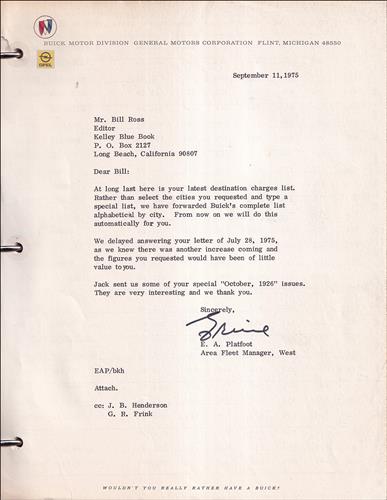 BUICK MOTOR DIVISION GENERAL MOTORS CORPORATION FLINT, MICHIGAN 48550
OPEL
September 11,1975
Mr. Bill Ross
Editor
Kelley Blue Book
P. O. Box 2127
Long Beach, California 90807
Dear Bill:
At long last here is your latest destination charges list.
Rather than select the cities you requested and type a
special list, we have forwarded Buick's complete list
alphabetical by city. From now on we will do this
automatically for you.
We delayed answering your letter of July 28, 1975,
as we knew there was another increase coming and
the figures you requested would have been of little
value to you.
Jack sent us some of your special "October, 1926" issues.
They are very interesting and we thank you.
Sincerely,
E. A. Platfoot
Area Fleet Manager, West
EAP/bkh
Attach.
cc: J. B. Henderson
G. R. Frink
WOULDN'T YOU REALLY RATHER HAVE A BUICK?